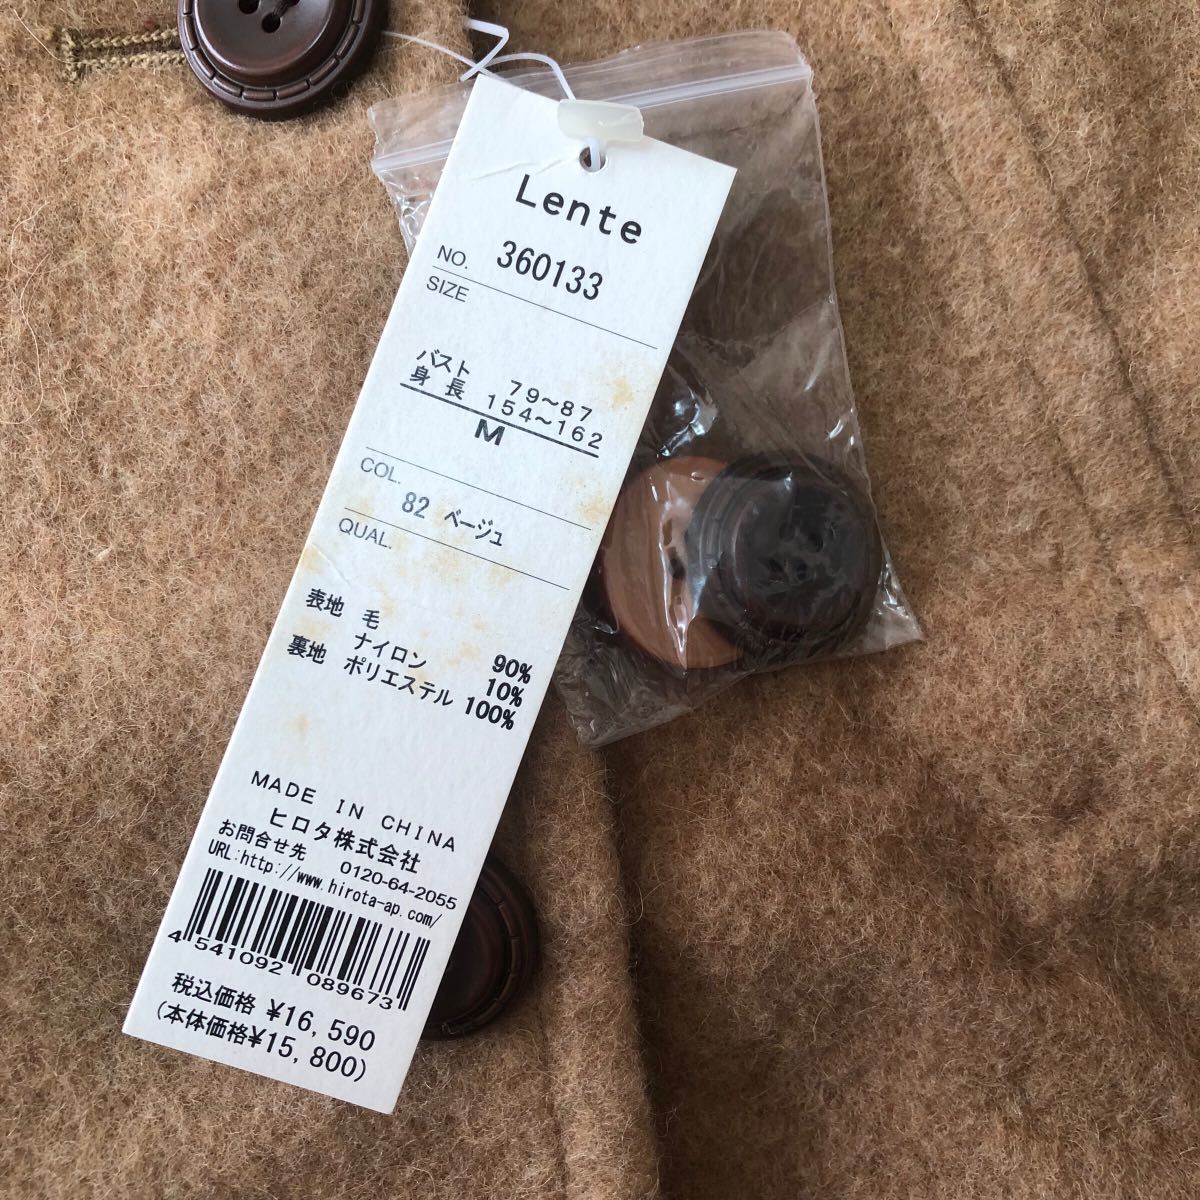 Lente
NO. 360133
SIZE
バスト 79～87
身長 154～162
M
COL.
82 ベージュ
QUAL.
表地 毛 90%
ナイロン 10%
裏地 ポリエステル 100%
MADE IN CHINA
ヒロタ株式会社
お問合せ先 0120-64-2055
URL:http://www.hirota-ap.com/
4 541092 089673
税込価格 ¥16,590
(本体価格¥15,800)